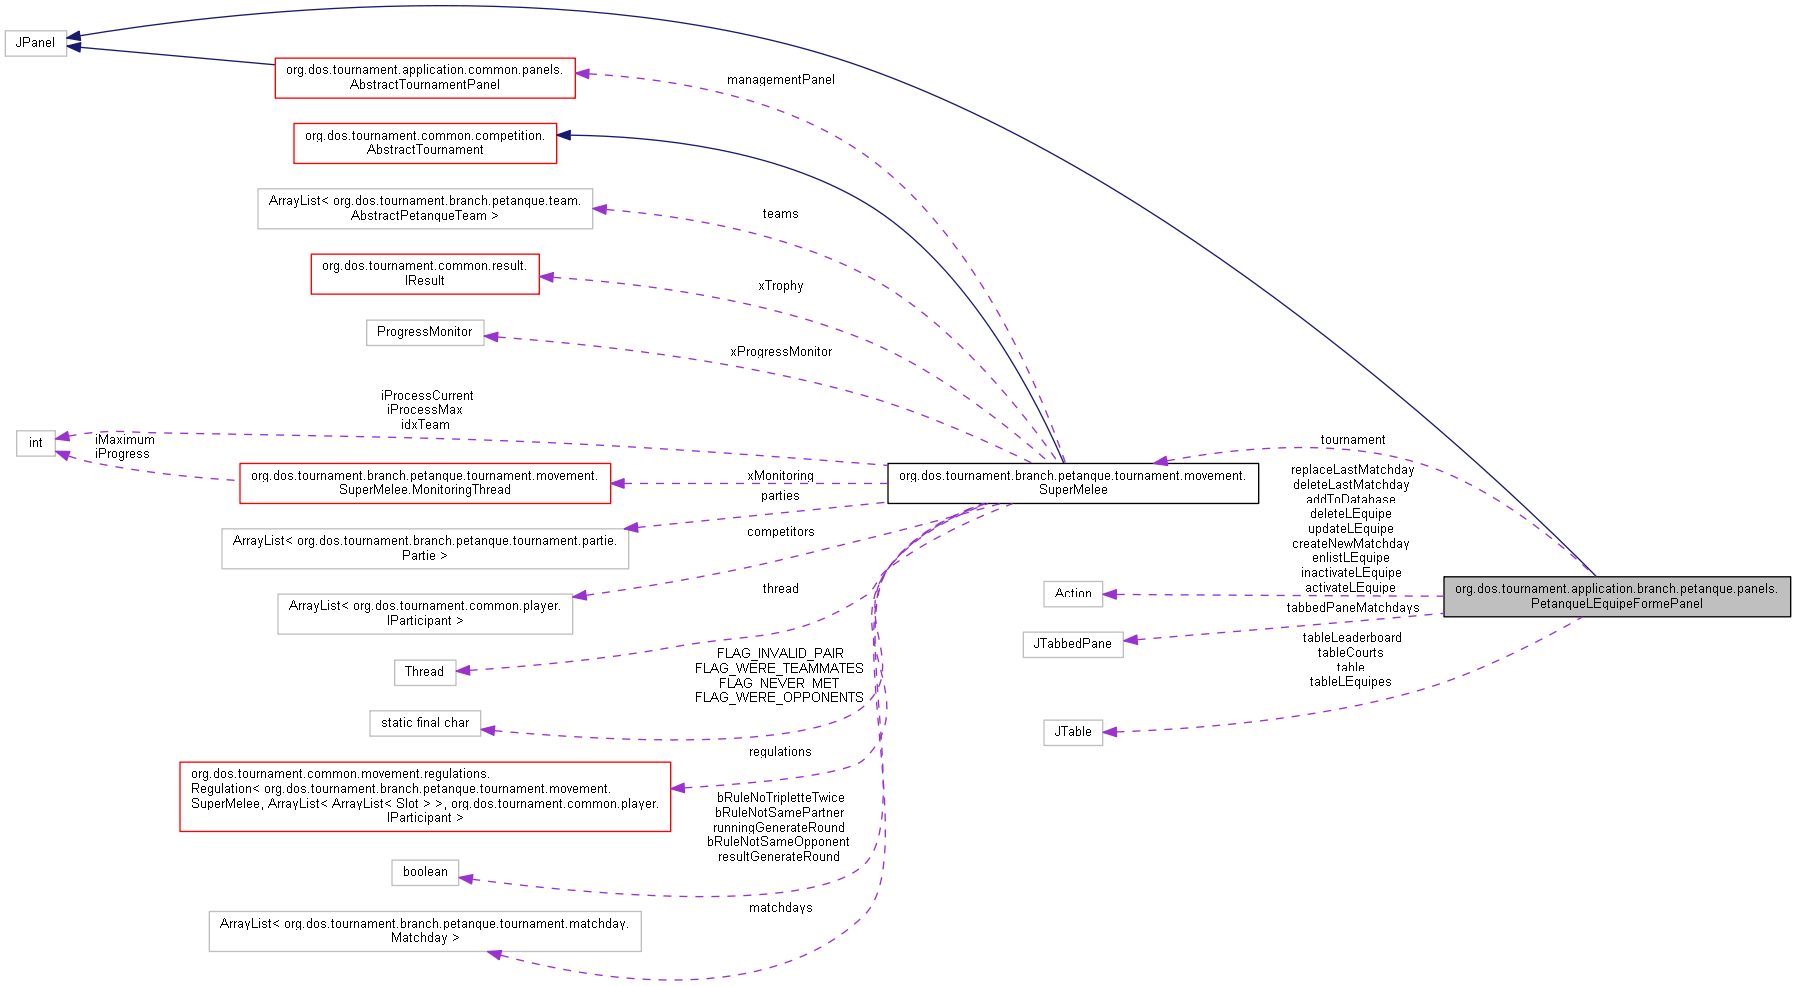 JPanel
org.dos.tournament.application.common.panels.
AbstractTournamentPanel
managementPanel
org.dos.tournament.common.competition.
AbstractTournament
ArrayList< org.dos.tournament.branch.petanque.team.
AbstractPetanqueTeam >
teams
org.dos.tournament.common.result.
IResult
xTrophy
ProgressMonitor
xProgressMonitor
iProcessCurrent
iProcessMax
idxTeam
int
iMaximum
iProgress
org.dos.tournament.branch.petanque.tournament.movement.
SuperMelee.MonitoringThread
xMonitoring
org.dos.tournament.branch.petanque.tournament.movement.
SuperMelee
tournament
parties
ArrayList< org.dos.tournament.branch.petanque.tournament.partie.
Partie >
competitors
ArrayList< org.dos.tournament.common.player.
IParticipant >
thread
Thread
FLAG_INVALID_PAIR
FLAG_WERE_TEAMMATES
FLAG_NEVER_MET
FLAG_WERE_OPPONENTS
static final char
regulations
org.dos.tournament.common.movement.regulations.
Regulation< org.dos.tournament.branch.petanque.tournament.movement.
SuperMelee, ArrayList< ArrayList< Slot > >, org.dos.tournament.common.player.
IParticipant >
bRuleNoTripletteTwice
bRuleNotSamePartner
runningGenerateRound
bRuleNotSameOpponent
resultGenerateRound
boolean
matchdays
ArrayList< org.dos.tournament.branch.petanque.tournament.matchday.
Matchday >
replaceLastMatchday
deleteLastMatchday
addToDatabase
deleteLEquipe
updateLEquipe
createNewMatchday
enlistLEquipe
inactivateLEquipe
activateLEquipe
Action
org.dos.tournament.application.branch.petanque.panels.
PetanqueLEquipeFormePanel
tabbedPaneMatchdays
JTabbedPane
tableLeaderboard
tableCourts
table
tableLEquipes
JTable